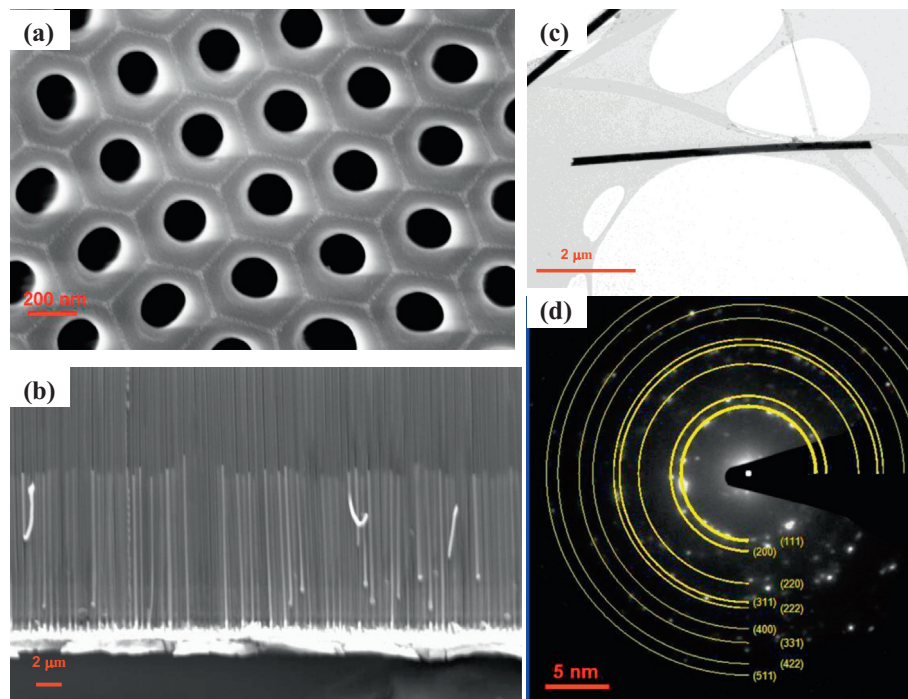 (a)
200 nm
(b)
2 μm
(c)
2 μm
(d)
(111)
(200)
(220)
(311)
(222)
(400)
(331)
(422)
(511)
5 nm